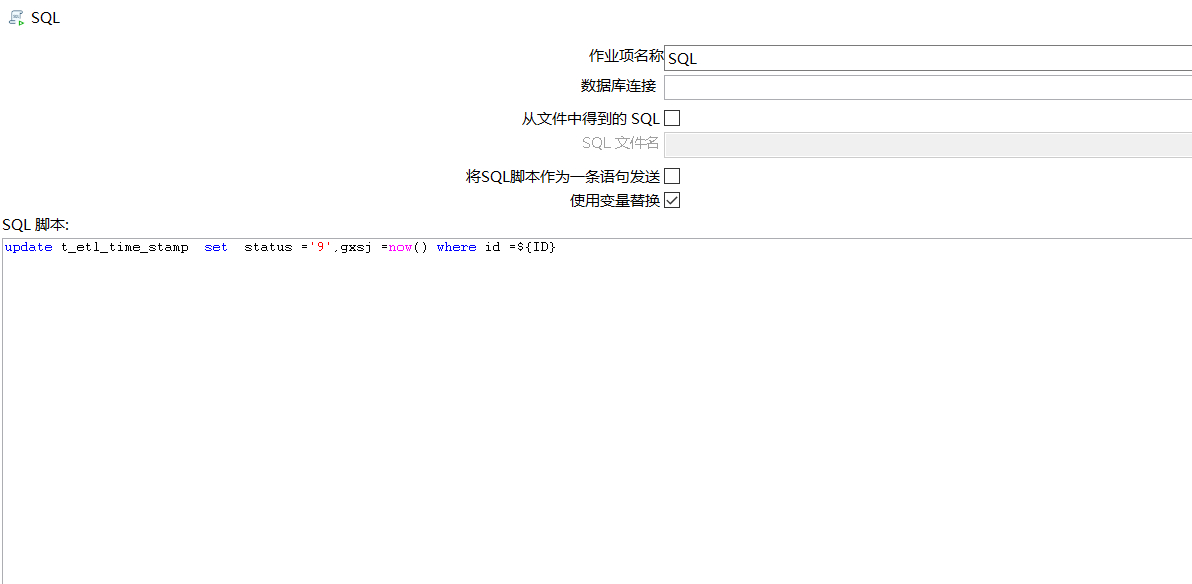 SQL
作业项名称 SQL
数据库连接
从文件中得到的 SQL
SQL 文件名
将SQL脚本作为一条语句发送
使用变量替换
SQL 脚本:
update t_etl_time_stamp  set  status ='9',gxsj =now() where id =${ID}